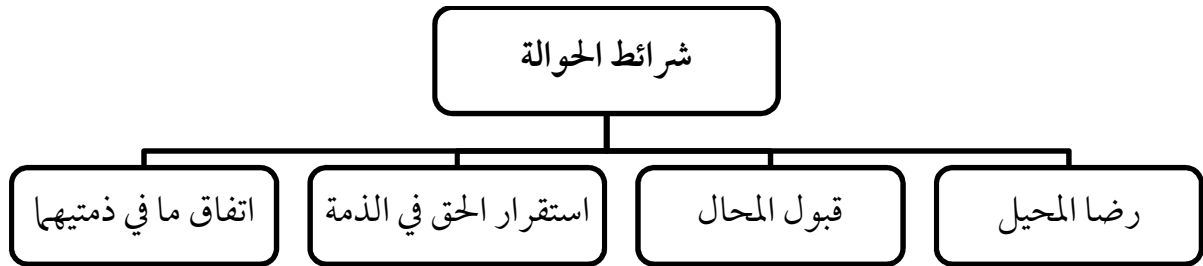 شرائط الحوالة
رضا المحيل
قبول المحال
استقرار الحق في الذمة
اتفاق ما في ذمتيهما